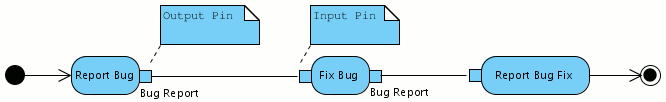 Output Pin
Input Pin
Report Bug
Fix Bug
Report Bug Fix
Bug Report
Bug Report